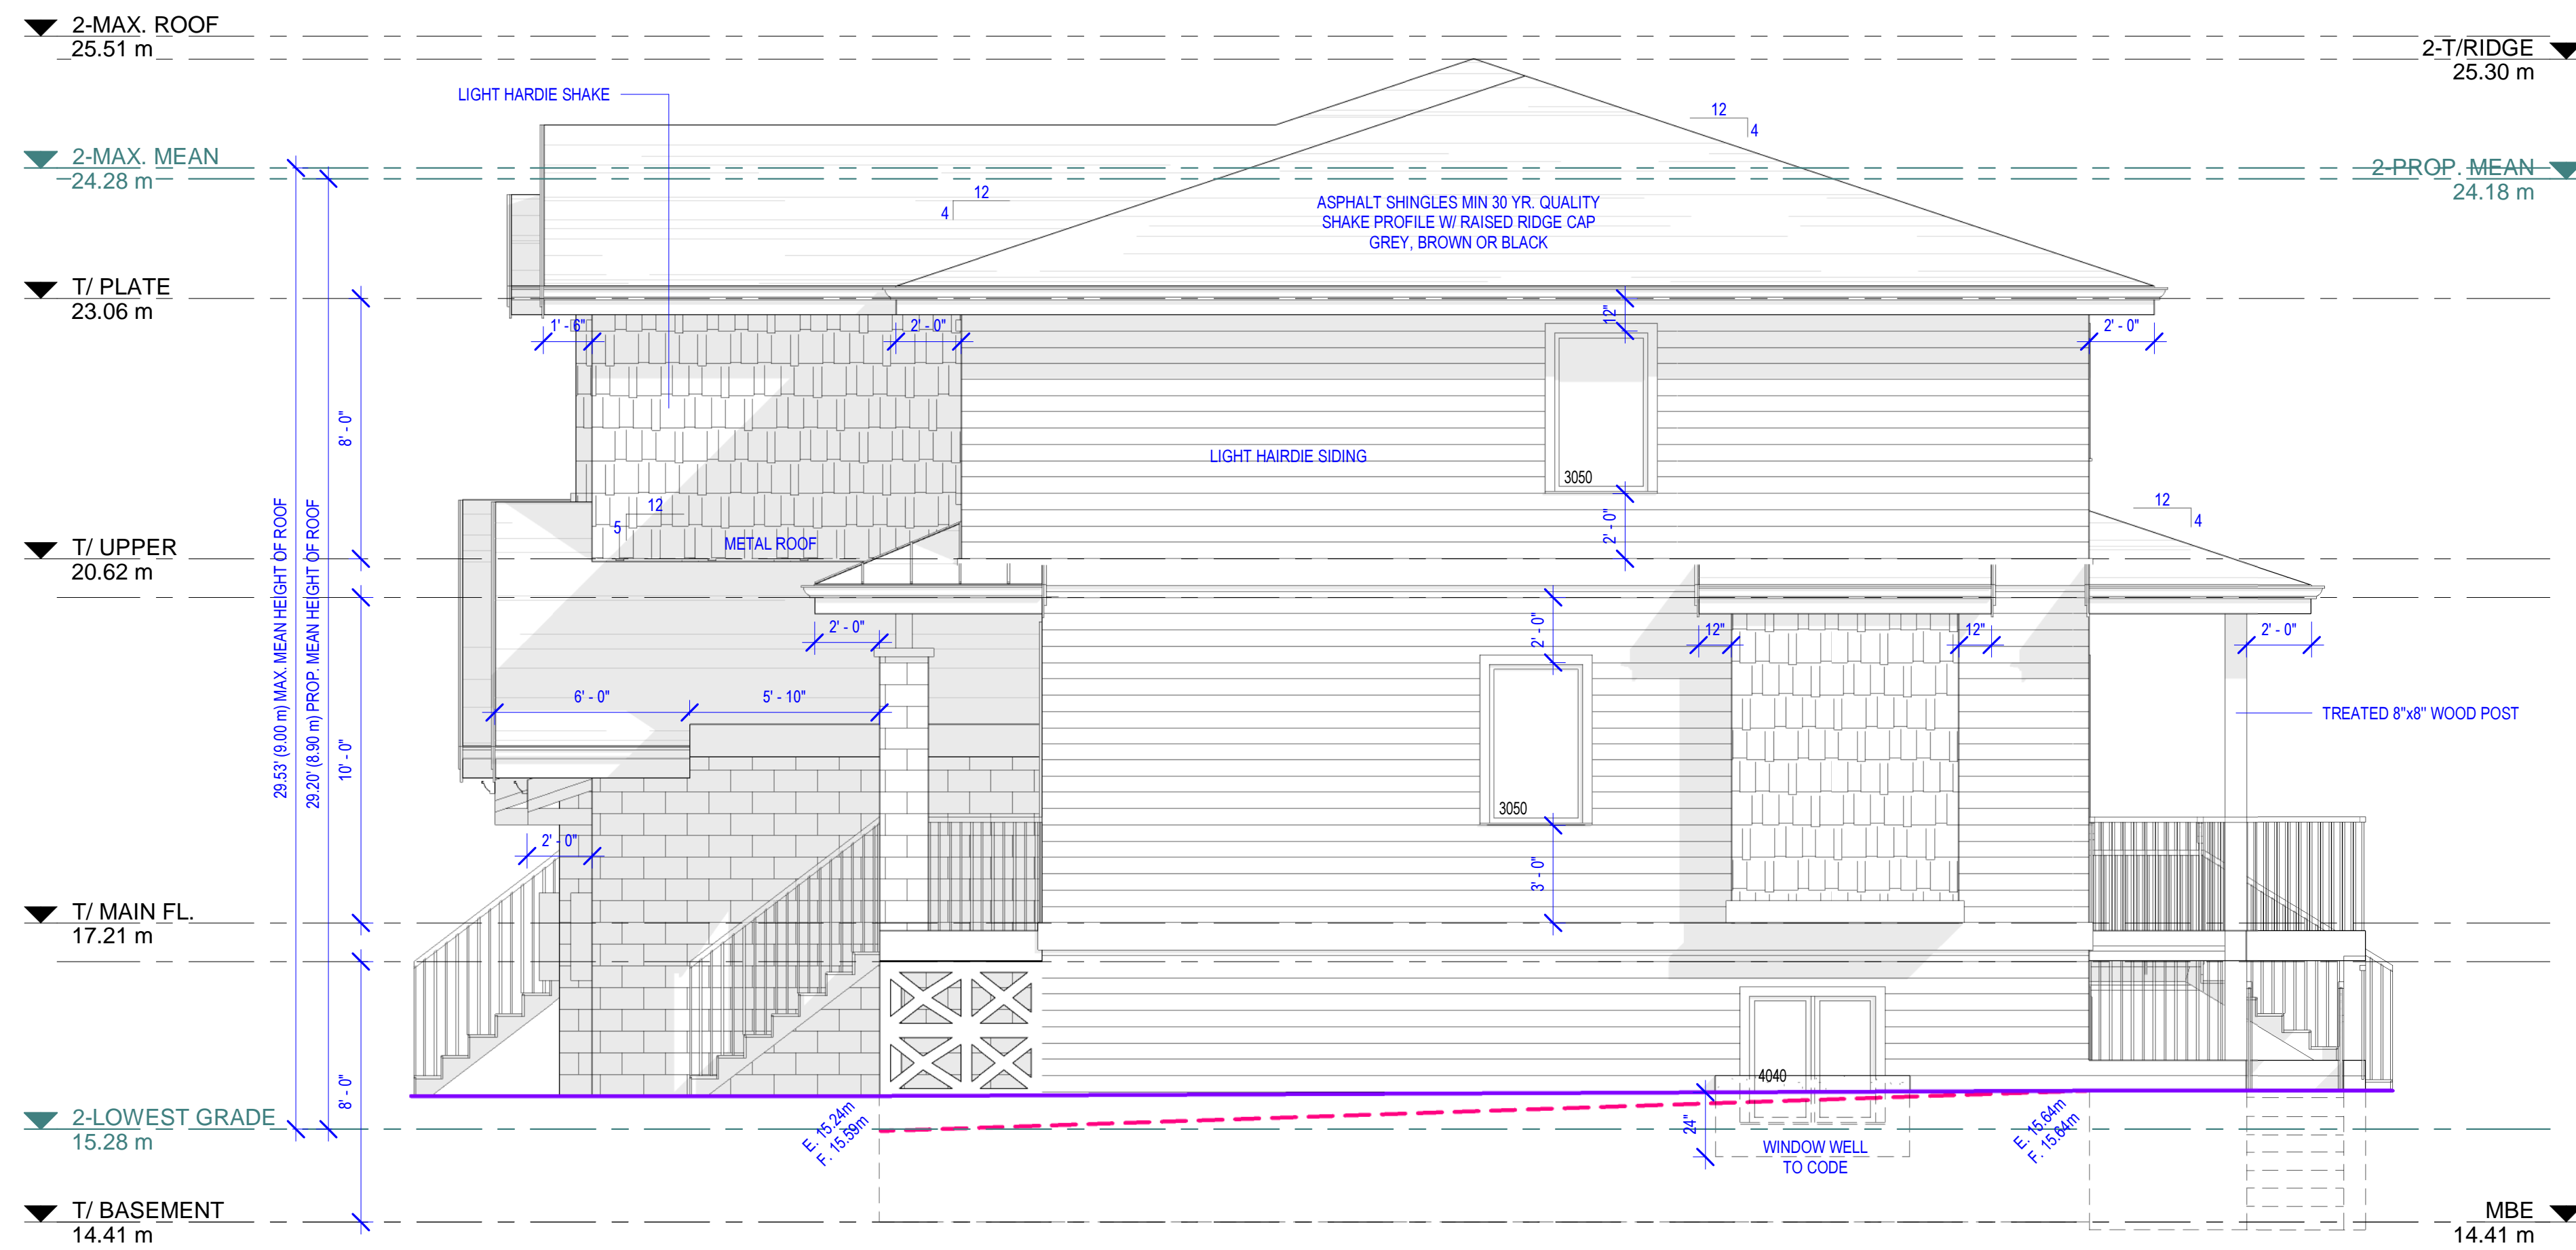 2-MAX. ROOF
25.51 m
2-T/RIDGE
25.30 m
LIGHT HARDIE SHAKE
12
4
2-MAX. MEAN
24.28 m
2-PROP. MEAN
24.18 m
12
4
ASPHALT SHINGLES MIN 30 YR. QUALITY
SHAKE PROFILE W/ RAISED RIDGE CAP
GREY, BROWN OR BLACK
T/ PLATE
23.06 m
1' - 6"
2' - 0"
12"
2' - 0"
8' - 0"
LIGHT HAIRDIE SIDING
3050
12
5
METAL ROOF
2' - 0"
12
4
T/ UPPER
20.62 m
29.53' (9.00 m) MAX. MEAN HEIGHT OF ROOF
29.20' (8.90 m) PROP. MEAN HEIGHT OF ROOF
2' - 0"
2' - 0"
12"
12"
2' - 0"
6' - 0"
5' - 10"
TREATED 8"x8" WOOD POST
10' - 0"
3050
2' - 0"
3' - 0"
T/ MAIN FL.
17.21 m
4040
8' - 0"
2-LOWEST GRADE
15.28 m
E. 15.24m
F. 15.59m
24"
WINDOW WELL
TO CODE
E. 15.64m
F. 15.64m
T/ BASEMENT
14.41 m
MBE
14.41 m